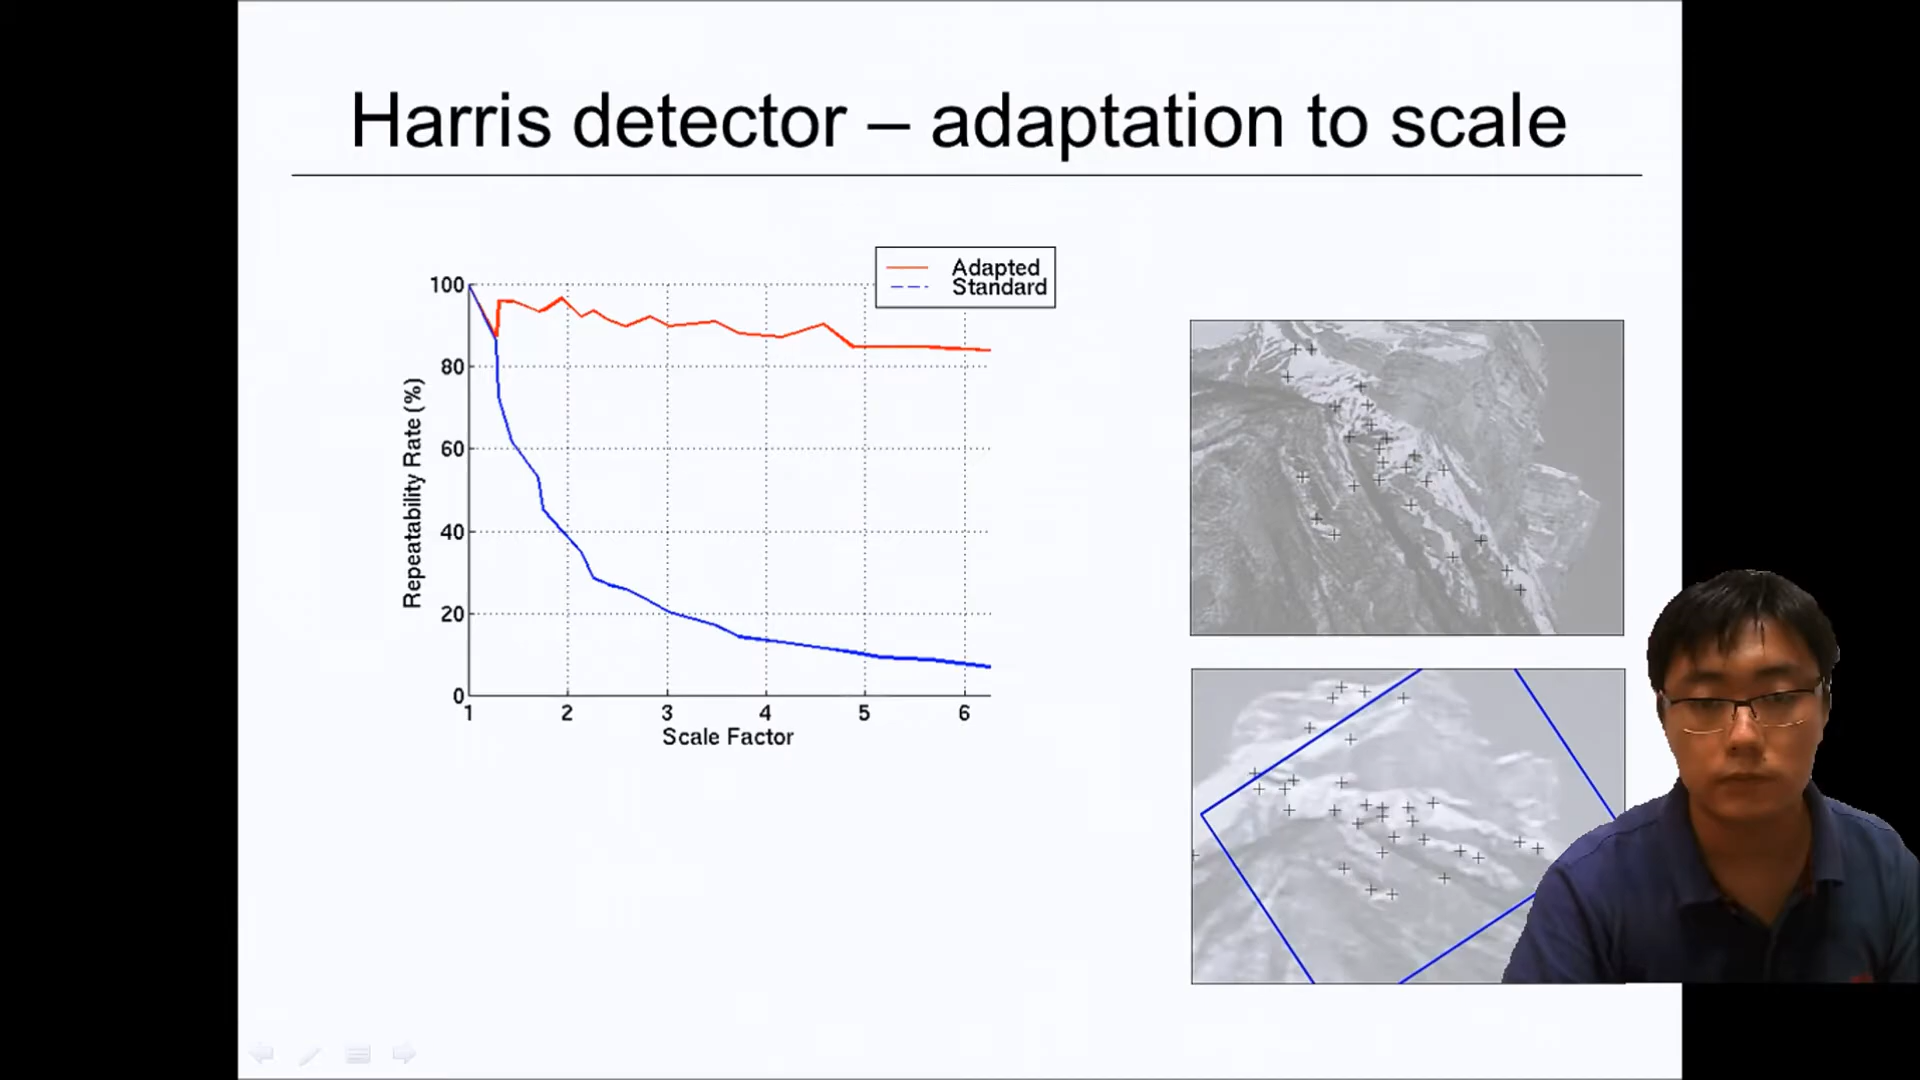 Harris detector – adaptation to scale
Adapted
Standard
100
80
60
40
20
0
Repeatability Rate (%)
1 2 3 4 5 6
Scale Factor